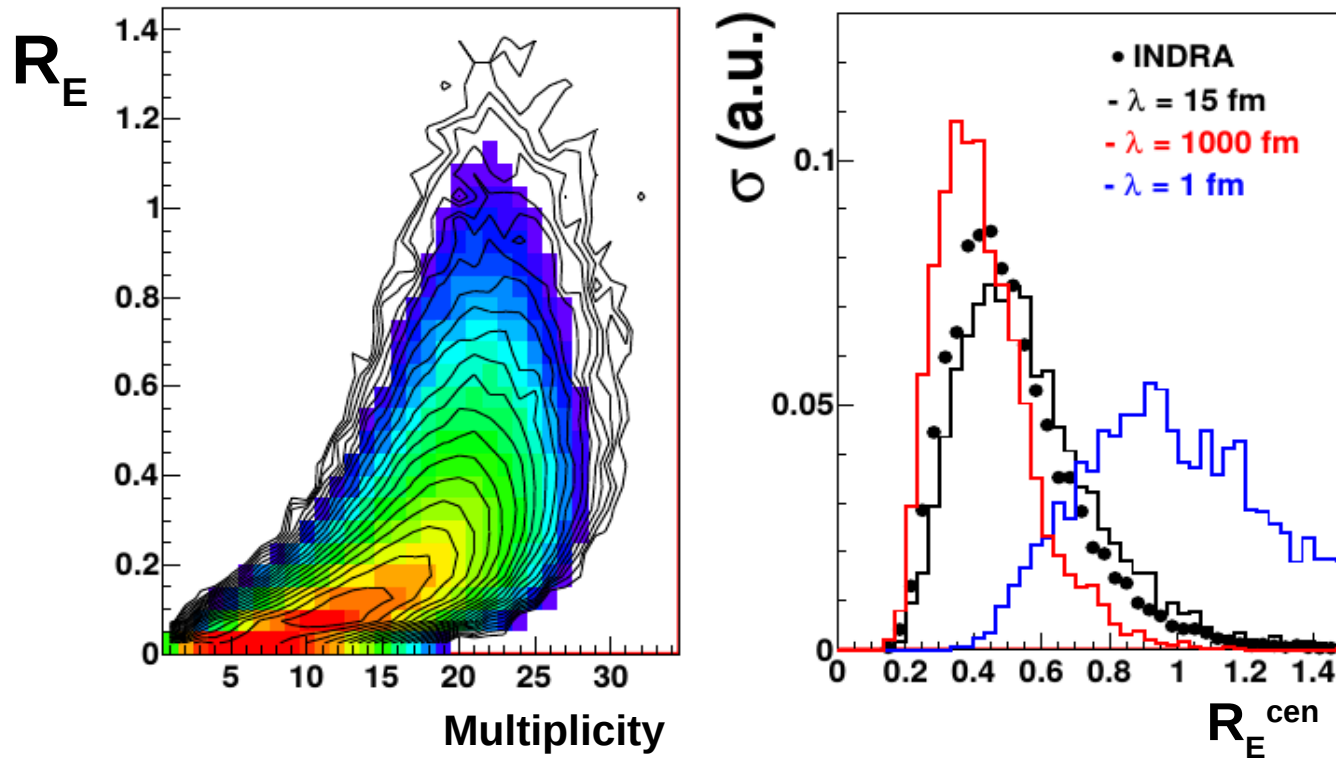 R_E
1.4
1.2
1
0.8
0.6
0.4
0.2
0
5 10 15 20 25 30
Multiplicity
σ (a.u.)
0.1
0.05
0
• INDRA
- λ = 15 fm
- λ = 1000 fm
- λ = 1 fm
0 0.2 0.4 0.6 0.8 1 1.2 1.4
R_E^cen